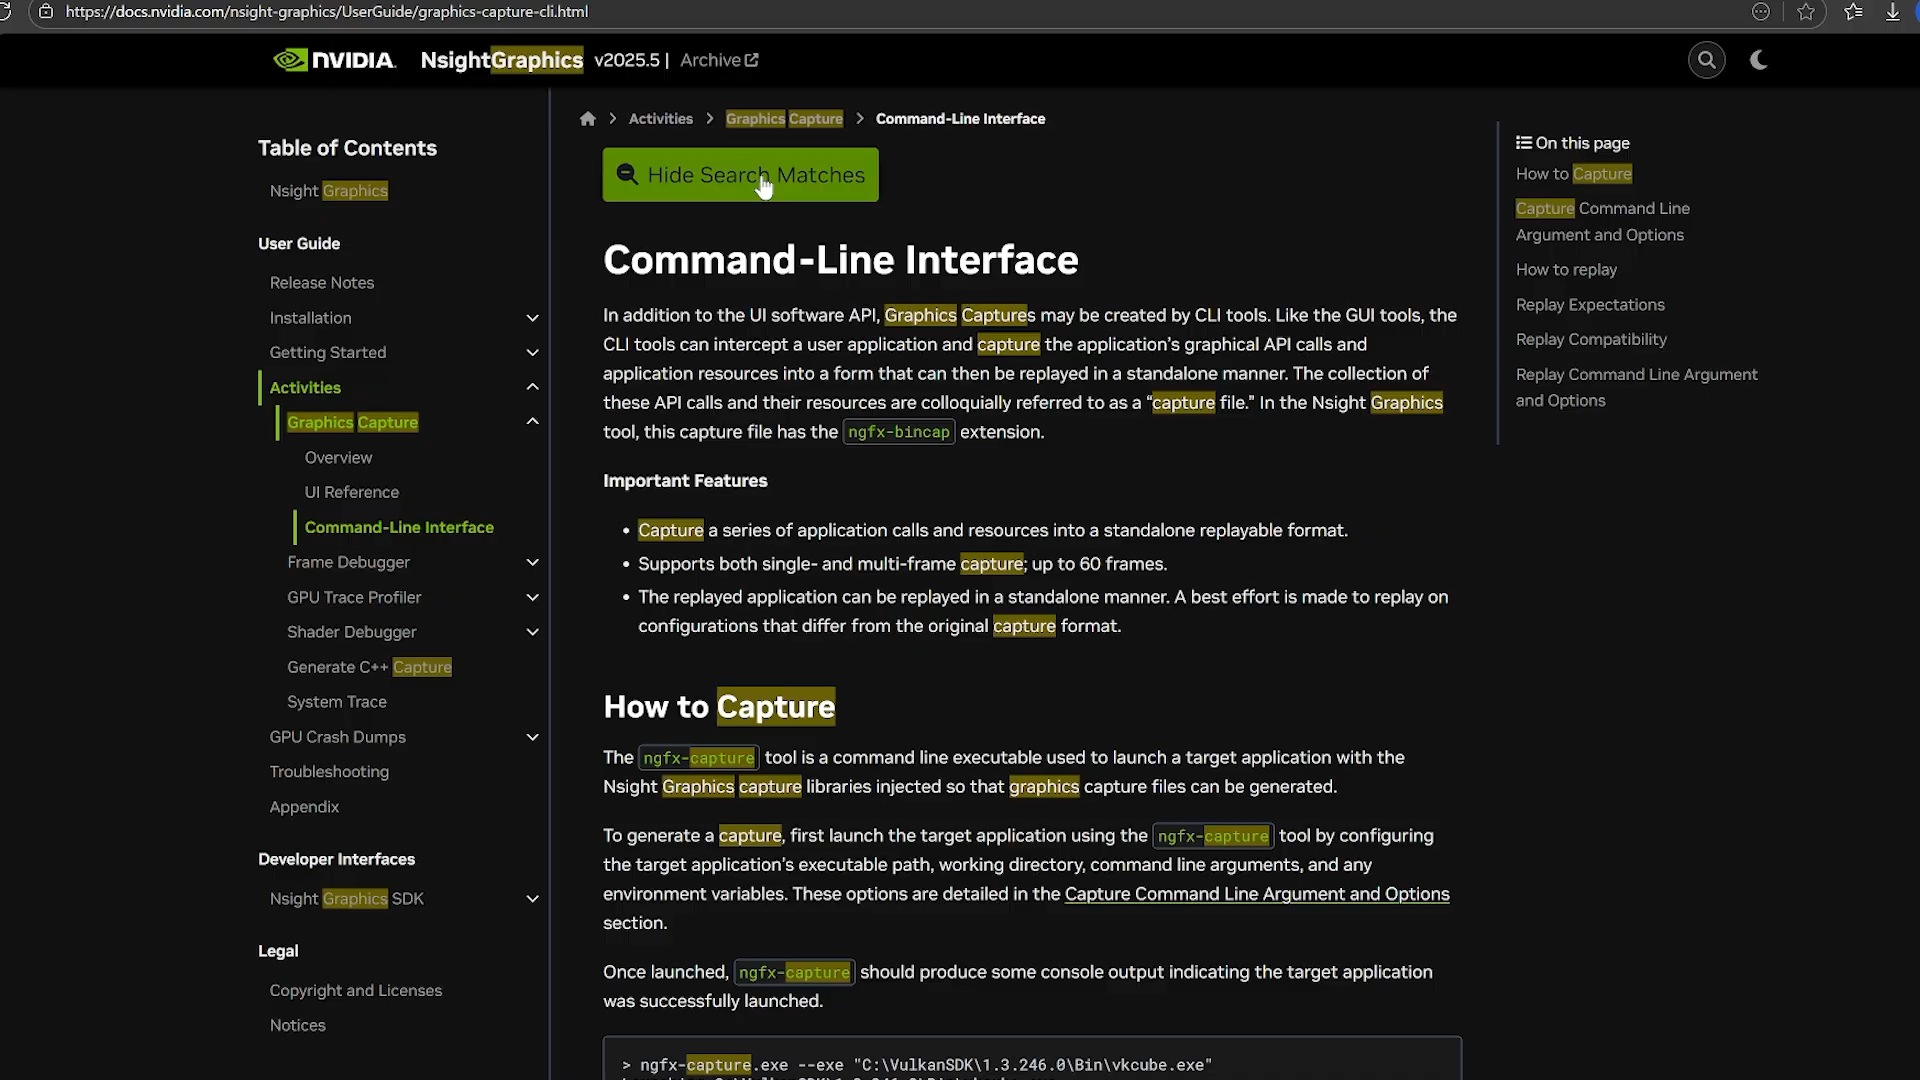 https://docs.nvidia.com/nsight-graphics/UserGuide/graphics-capture-cli.html
NVIDIA. NsightGraphics v2025.5 | Archive
Table of Contents
Nsight Graphics
User Guide
Release Notes
Installation
Getting Started
Activities
Graphics Capture
Overview
UI Reference
Command-Line Interface
Frame Debugger
GPU Trace Profiler
Shader Debugger
Generate C++ Capture
System Trace
GPU Crash Dumps
Troubleshooting
Appendix
Developer Interfaces
Nsight Graphics SDK
Legal
Copyright and Licenses
Notices
Activities > Graphics Capture > Command-Line Interface
Hide Search Matches
Command-Line Interface
In addition to the UI software API, Graphics Captures may be created by CLI tools. Like the GUI tools, the
CLI tools can intercept a user application and capture the application's graphical API calls and
application resources into a form that can then be replayed in a standalone manner. The collection of
these API calls and their resources are colloquially referred to as a “capture file.” In the Nsight Graphics
tool, this capture file has the ngfx-bincap extension.
Important Features
• Capture a series of application calls and resources into a standalone replayable format.
• Supports both single- and multi-frame capture; up to 60 frames.
• The replayed application can be replayed in a standalone manner. A best effort is made to replay on
configurations that differ from the original capture format.
How to Capture
The ngfx-capture tool is a command line executable used to launch a target application with the
Nsight Graphics capture libraries injected so that graphics capture files can be generated.
To generate a capture, first launch the target application using the ngfx-capture tool by configuring
the target application's executable path, working directory, command line arguments, and any
environment variables. These options are detailed in the Capture Command Line Argument and Options
section.
Once launched, ngfx-capture should produce some console output indicating the target application
was successfully launched.
> ngfx-capture.exe --exe "C:\VulkanSDK\1.3.246.0\Bin\vkcube.exe"
On this page
How to Capture
Capture Command Line
Argument and Options
How to replay
Replay Expectations
Replay Compatibility
Replay Command Line Argument
and Options